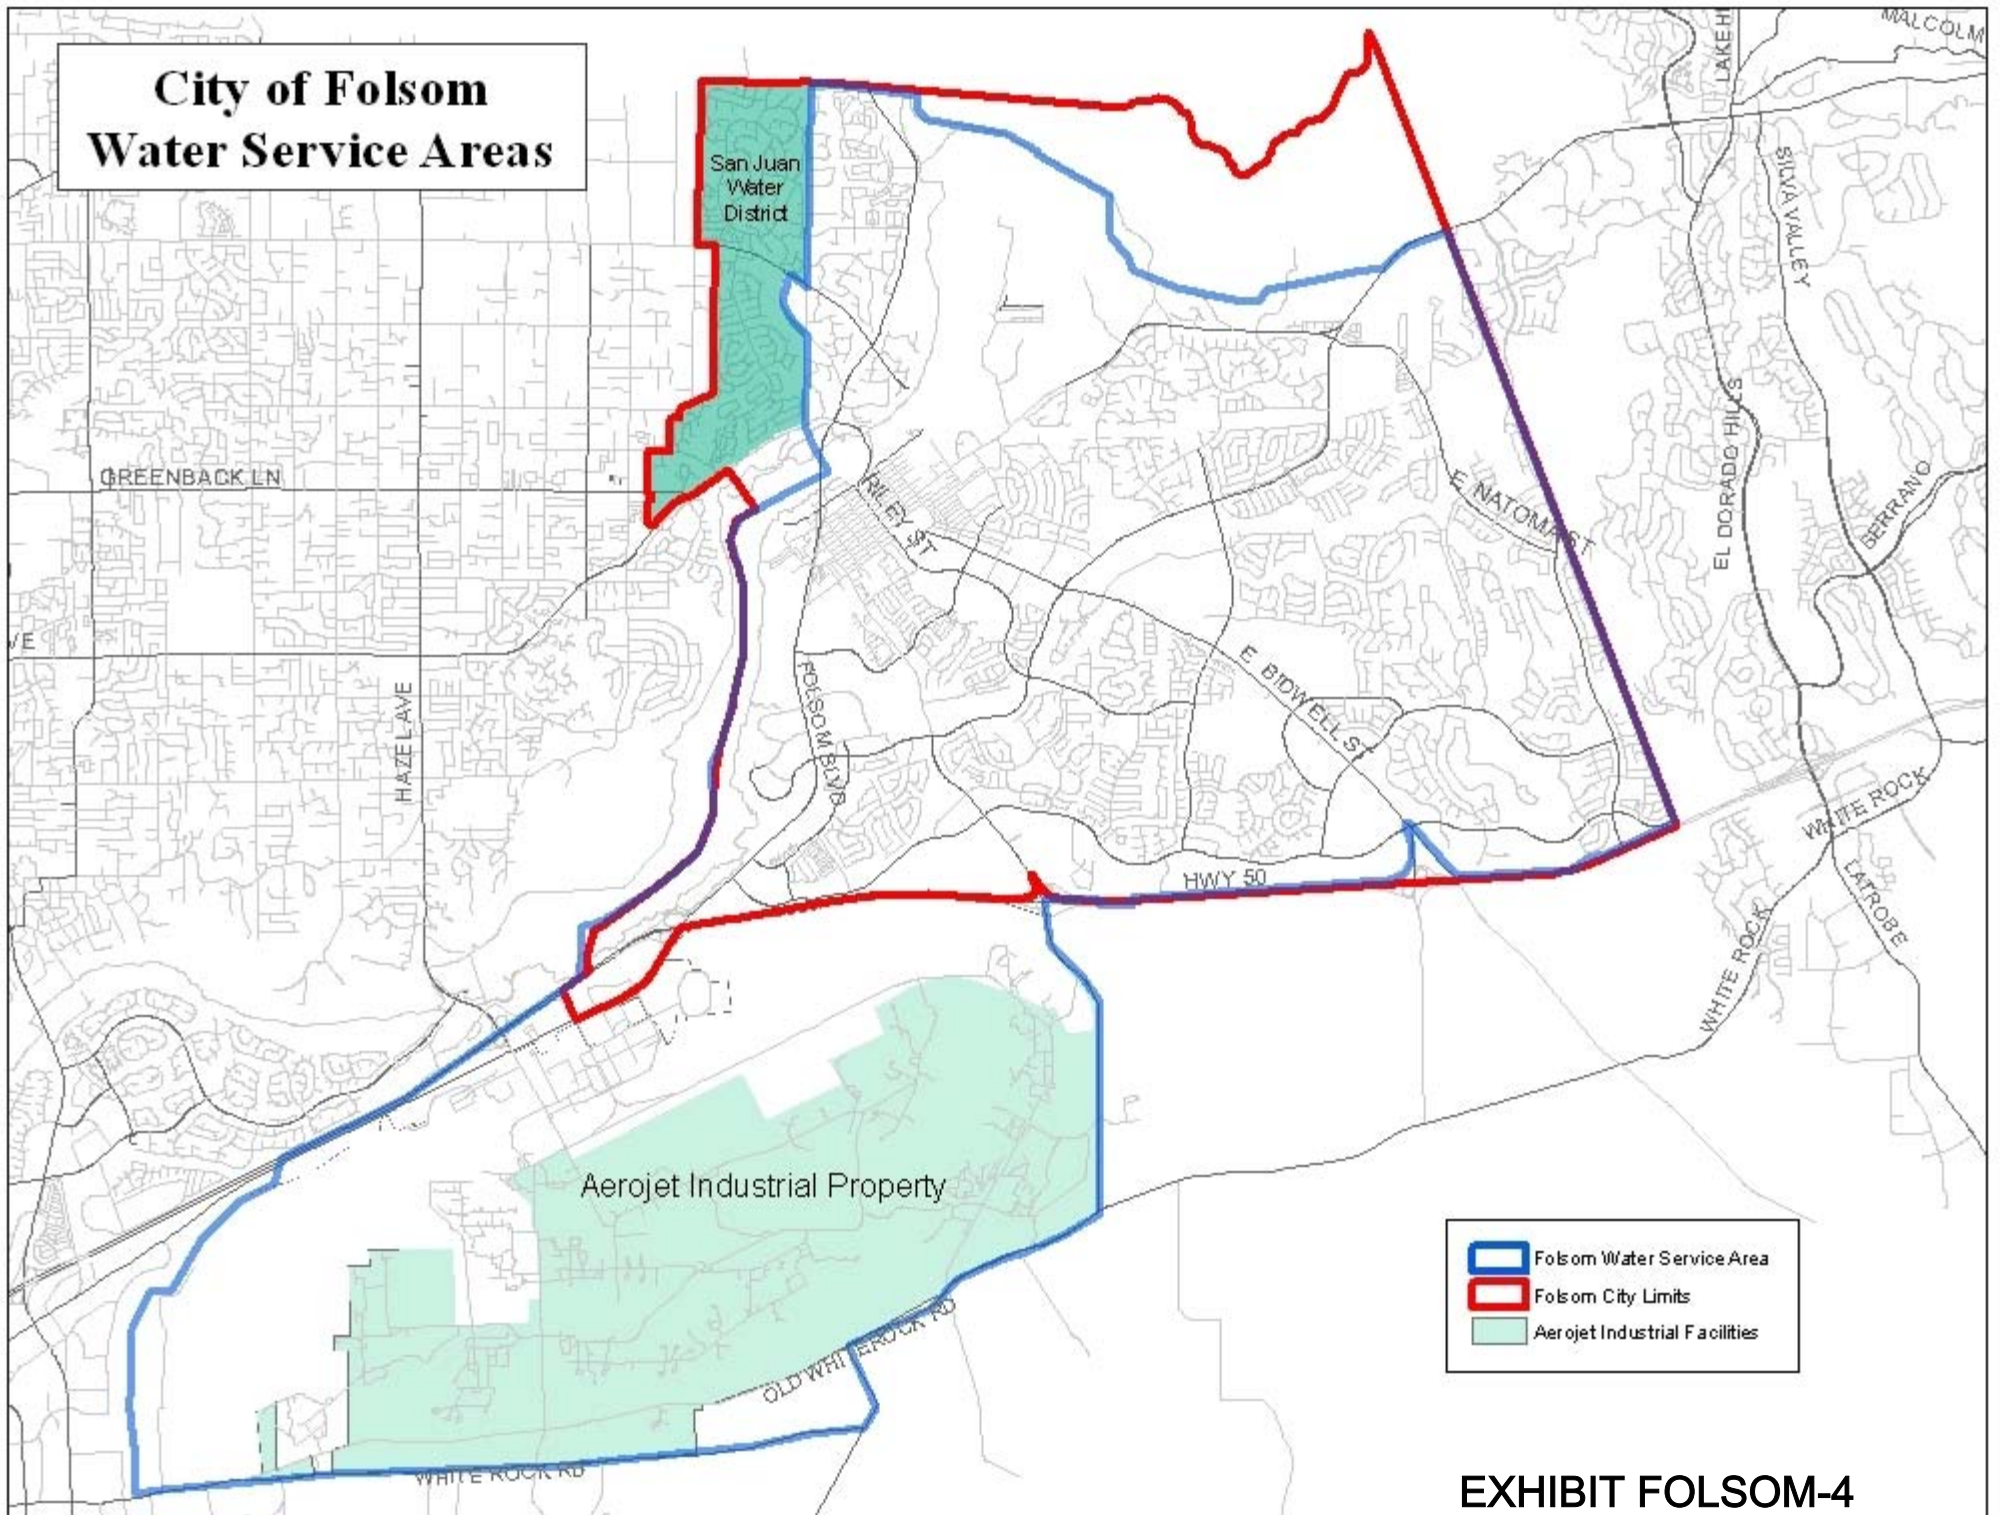 City of Folsom
Water Service Areas
San Juan
Water
District
MALCOLM
SILVA VALLEY
GREENBACK LN
RILEY ST
E NATOMA ST
EL DORADO HILLS
SERRANO
VE
HAZEL AVE
FOLSOM BLVD
E BIDWELL ST
HWY 50
WHITE ROCK
LATROBE
WHITE ROCK
Aerojet Industrial Property
OLD WHITEROCK RD
WHITE ROCK RD
Folsom Water Service Area
Folsom City Limits
Aerojet Industrial Facilities
EXHIBIT FOLSOM-4